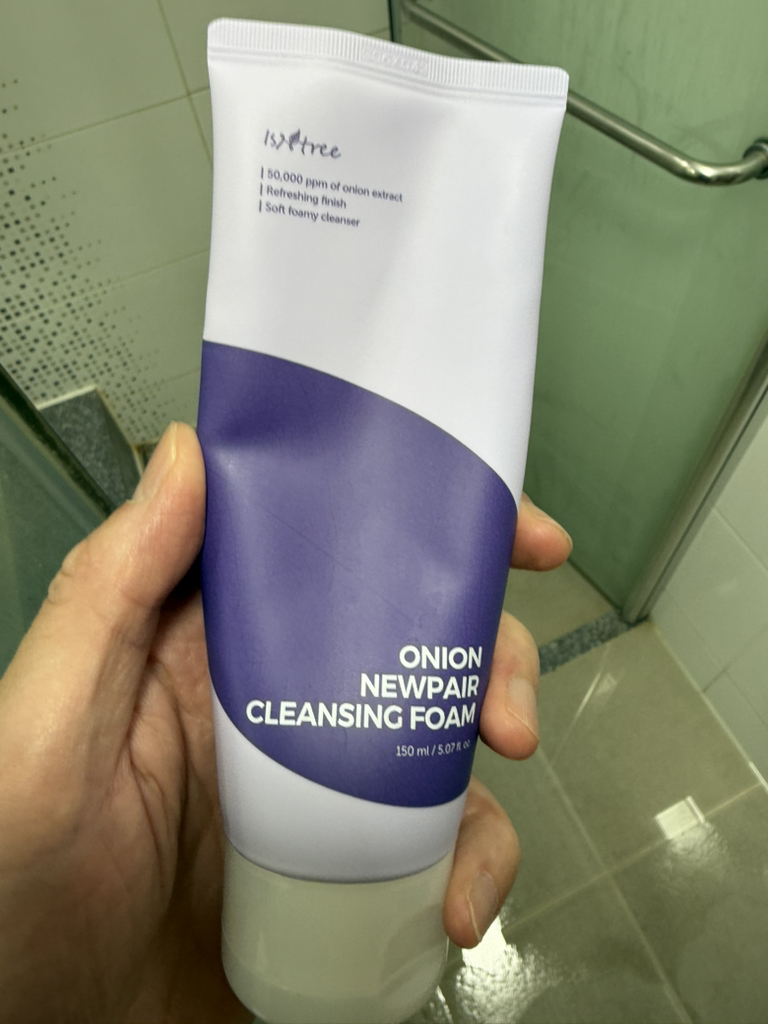 Isntree
| 50,000 ppm of onion extract
| Refreshing finish
| Soft foamy cleanser
ONION
NEWPAIR
CLEANSING FOAM
150 ml / 5.07 fl. oz